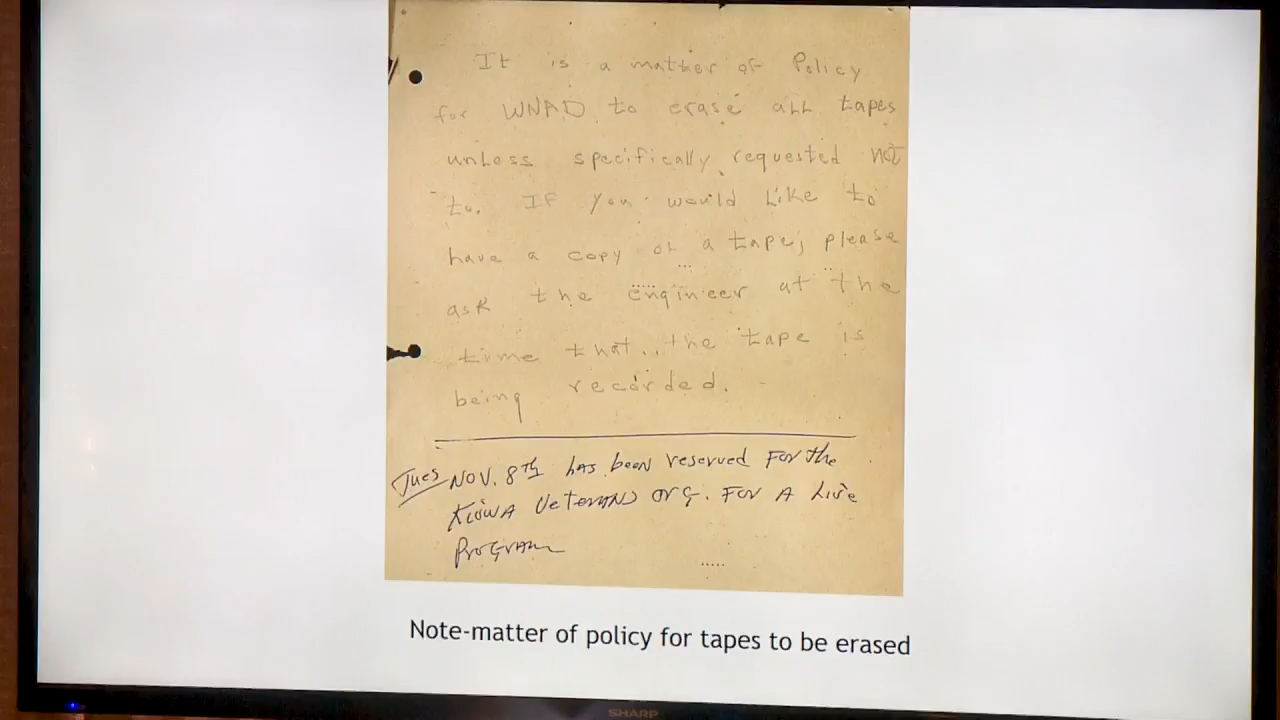 It is a matter of Policy
for WNAD to erase all tapes
unless specifically requested not
to. If you would Like to
have a copy of a tape, please
ask the engineer at the
time that the tape is
being recorded.
Tues NOV. 8th has been reserved For the
Kiowa Veterans Org. For A Live
Program
Note-matter of policy for tapes to be erased
SHARP